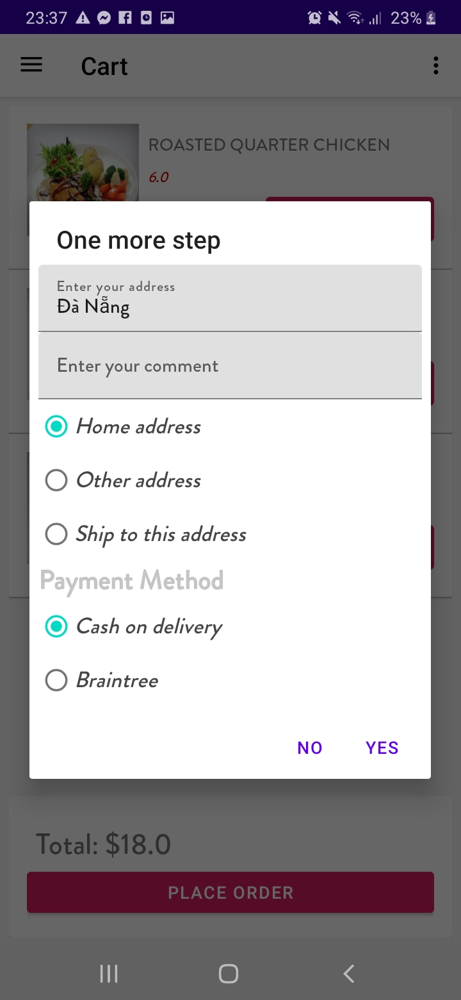 23:37
23%
Cart
ROASTED QUARTER CHICKEN
6.0
One more step
Enter your address
Đà Nẵng
Enter your comment
Home address
Other address
Ship to this address
Payment Method
Cash on delivery
Braintree
NO YES
Total: $18.0
PLACE ORDER